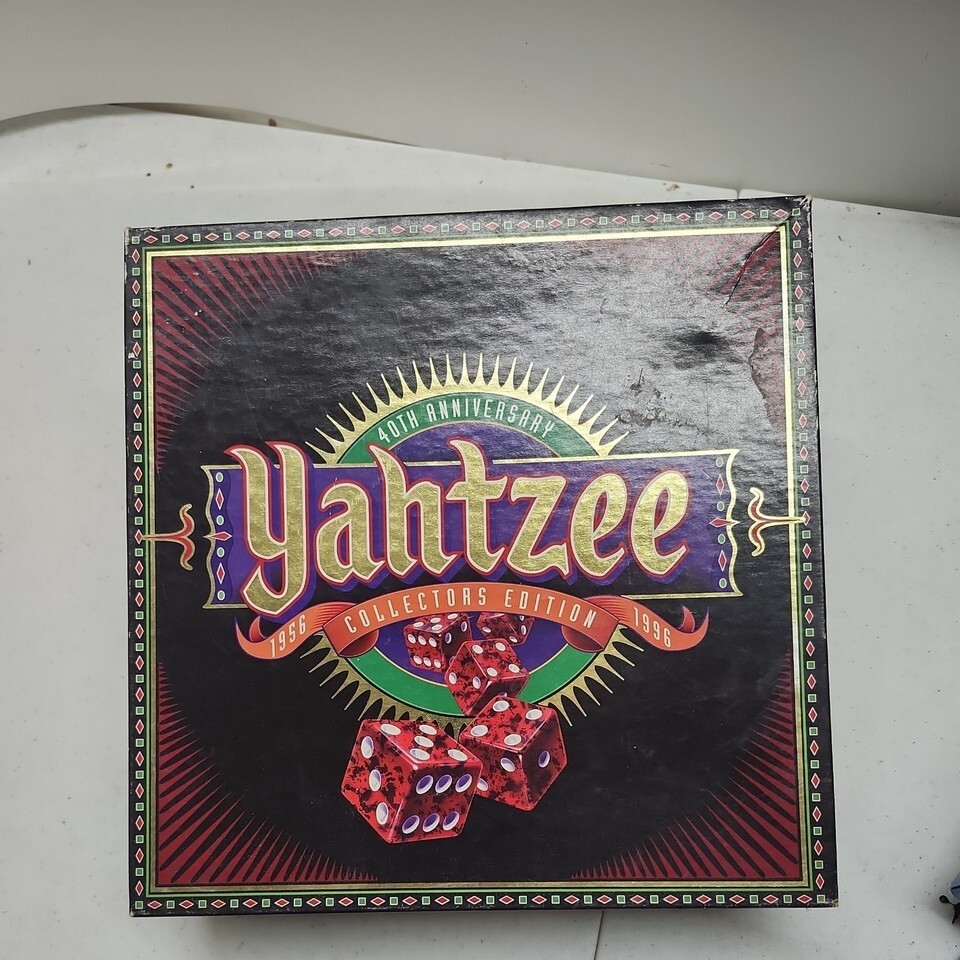 40TH ANNIVERSARY
Yahtzee
1956 COLLECTORS EDITION 1996